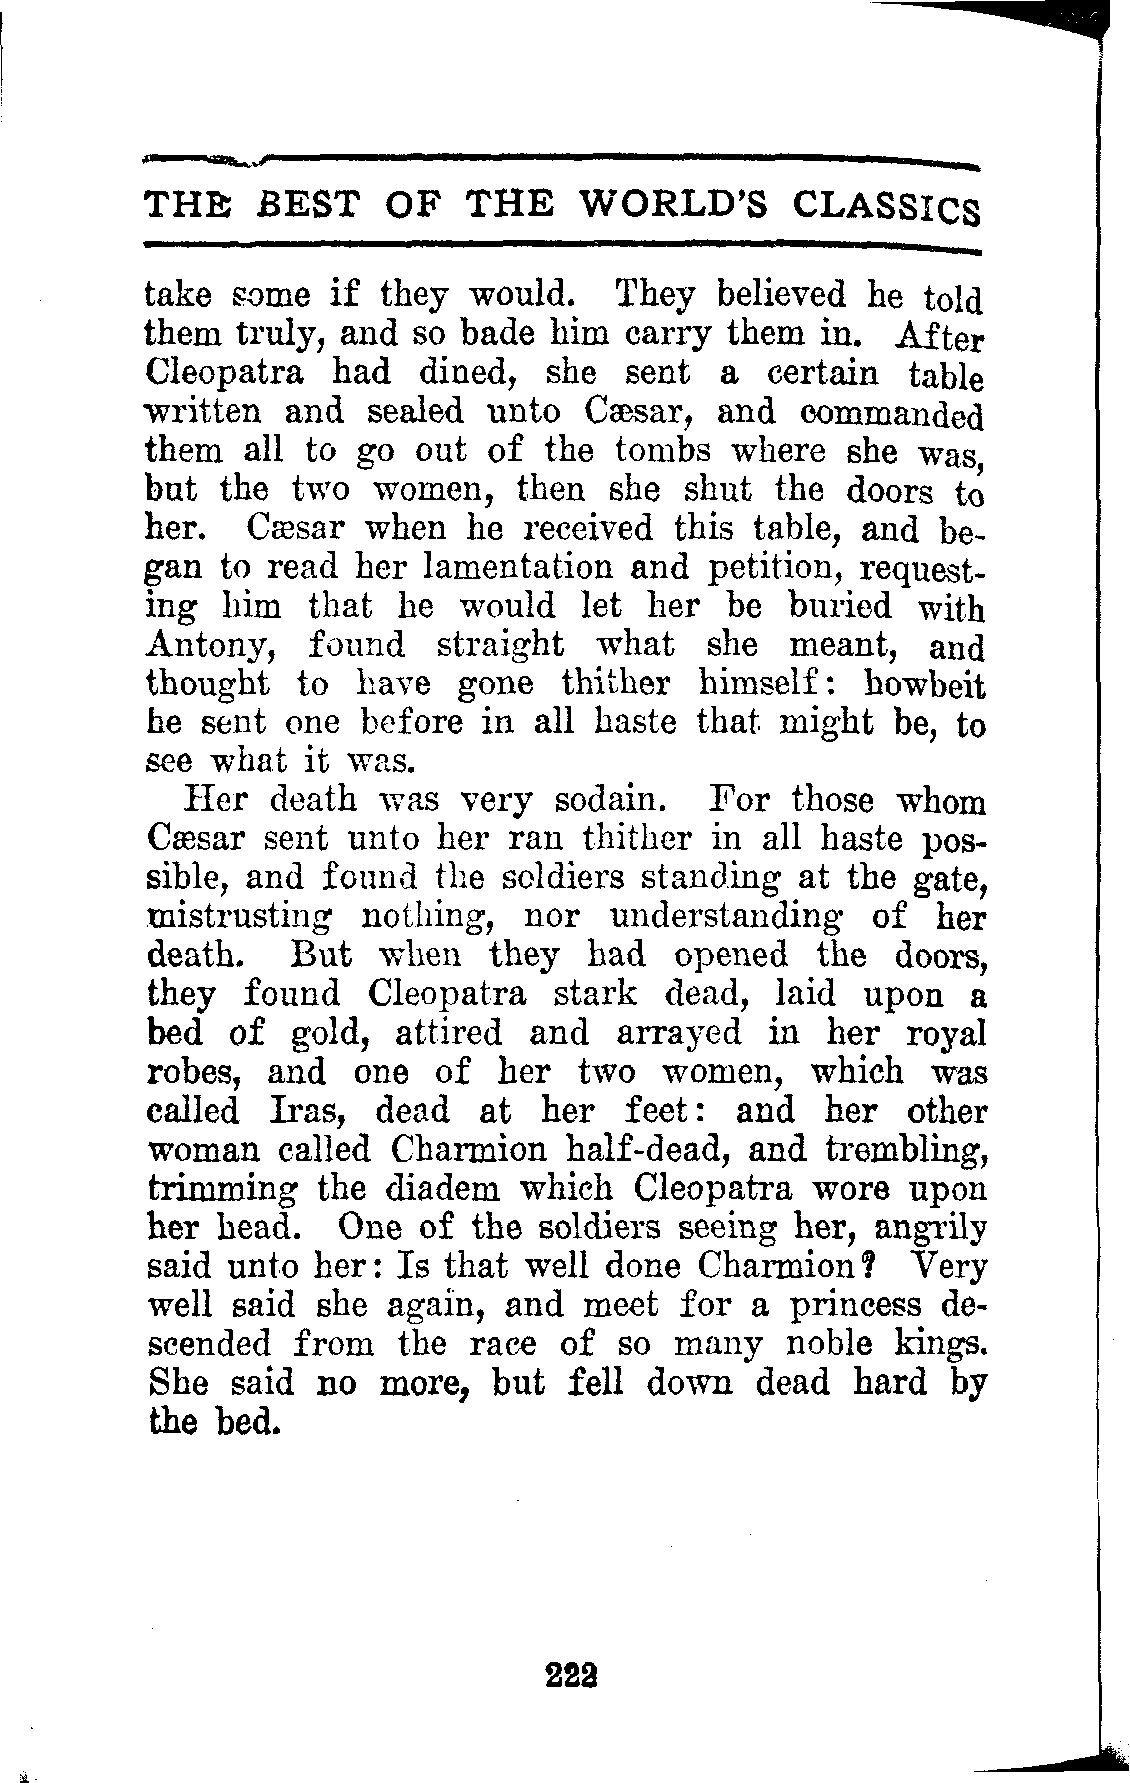 THE BEST OF THE WORLD'S CLASSICS
take some if they would. They believed he told
them truly, and so bade him carry them in. After
Cleopatra had dined, she sent a certain table
written and sealed unto Cæsar, and commanded
them all to go out of the tombs where she was,
but the two women, then she shut the doors to
her. Cæsar when he received this table, and be-
gan to read her lamentation and petition, request-
ing him that he would let her be buried with
Antony, found straight what she meant, and
thought to have gone thither himself: howbeit
he sent one before in all haste that might be, to
see what it was.
Her death was very sodain. For those whom
Cæsar sent unto her ran thither in all haste pos-
sible, and found the soldiers standing at the gate,
mistrusting nothing, nor understanding of her
death. But when they had opened the doors,
they found Cleopatra stark dead, laid upon a
bed of gold, attired and arrayed in her royal
robes, and one of her two women, which was
called Iras, dead at her feet: and her other
woman called Charmion half-dead, and trembling,
trimming the diadem which Cleopatra wore upon
her head. One of the soldiers seeing her, angrily
said unto her: Is that well done Charmion? Very
well said she again, and meet for a princess de-
scended from the race of so many noble kings.
She said no more, but fell down dead hard by
the bed.
222